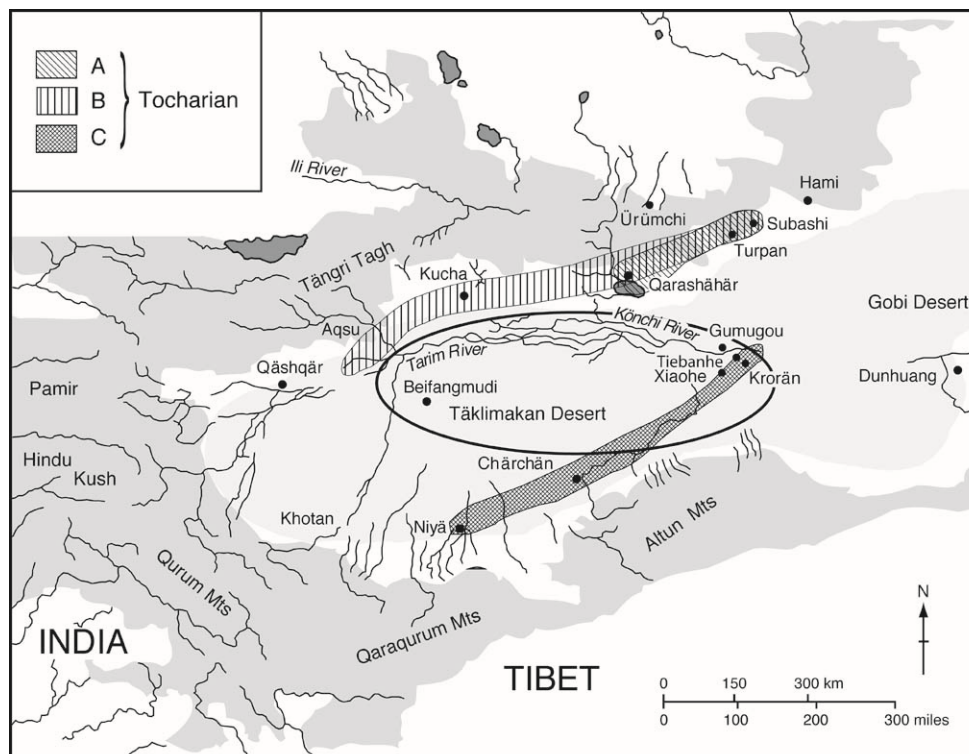 A
B
C
Tocharian
Ili River
Hami
Ürümchi
Subashi
Turpan
Tängri Tagh
Kucha
Qarashähär
Gobi Desert
Aqsu
Könchi River
Gumugou
Tarim River
Qäshqär
Tiebanhe
Xiaohe
Krorän
Dunhuang
Pamir
Beifangmudi
Täklimakan Desert
Hindu
Kush
Chärchän
Khotan
Niyä
Altun Mts
Qurum Mts
N
INDIA
Qaraqurum Mts
TIBET
0 150 300 km
0 100 200 300 miles